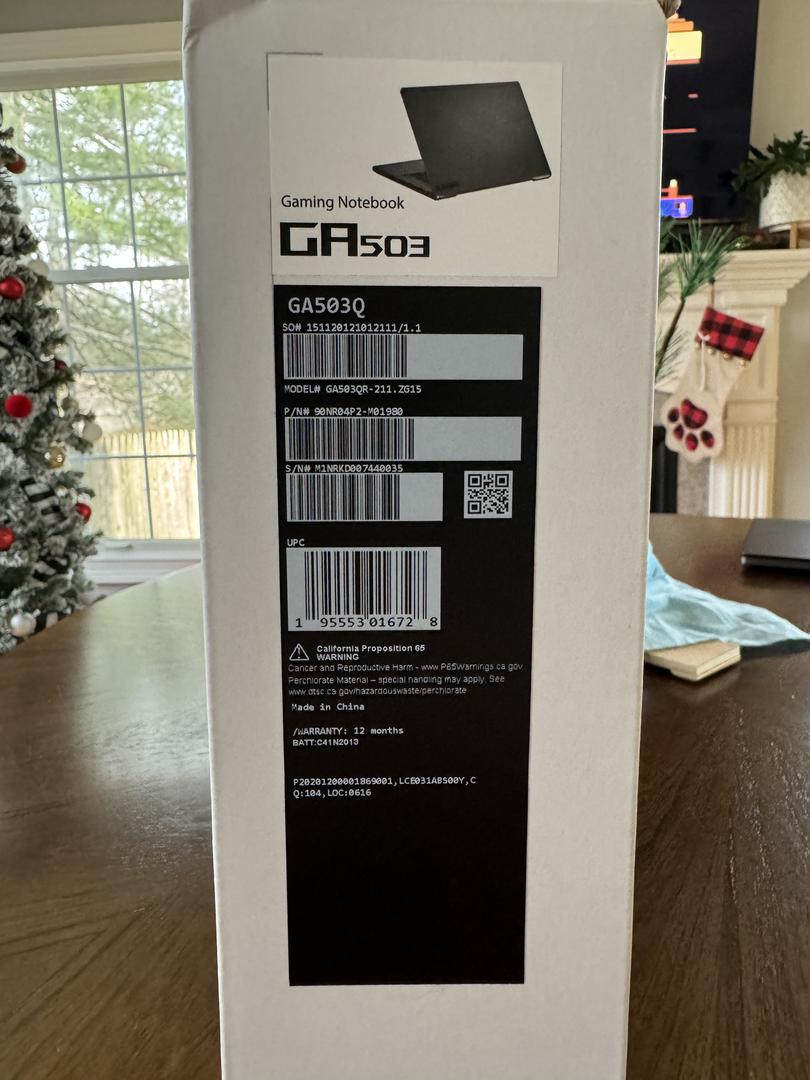 Gaming Notebook
GA503
GA503Q
SO# 151120121012111/1.1
MODEL# GA503QR-211.ZG15
P/N# 90NR04P2-M01980
S/N# M1NRKD007440035
UPC
1 95553 01672 8
California Proposition 65
WARNING
Cancer and Reproductive Harm - www.P65Warnings.ca.gov
Perchlorate Material – special handling may apply, See
www.dtsc.ca.gov/hazardouswaste/perchlorate
Made in China
/WARRANTY: 12 months
BATT:C41N2013
P20201200001869001,LCE031AB500Y,C
Q:104,LOC:0616